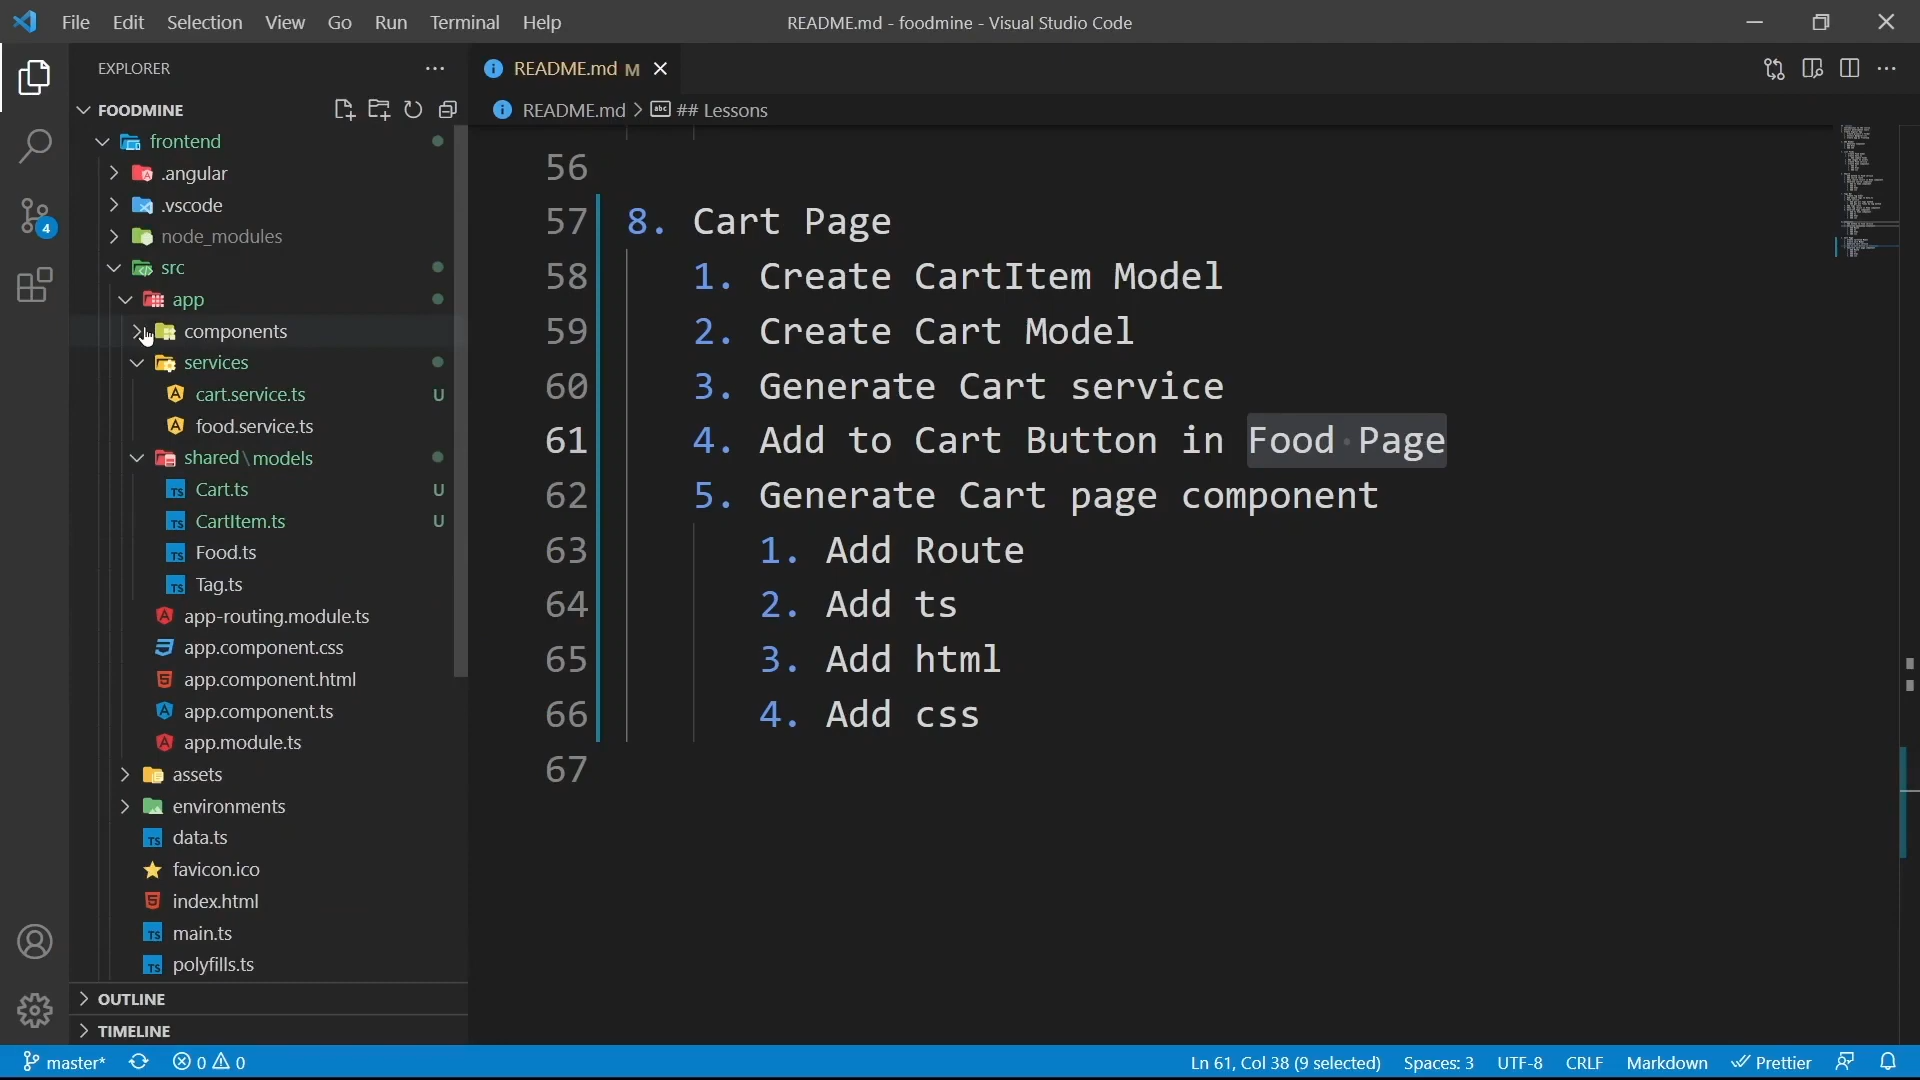 File Edit Selection View Go Run Terminal Help
README.md - foodmine - Visual Studio Code
EXPLORER
README.md M
FOODMINE
README.md > ## Lessons
frontend
.angular
.vscode
node_modules
src
app
components
services
cart.service.ts U
food.service.ts
shared\models
Cart.ts U
CartItem.ts U
Food.ts
Tag.ts
app-routing.module.ts
app.component.css
app.component.html
app.component.ts
app.module.ts
assets
environments
data.ts
favicon.ico
index.html
main.ts
polyfills.ts
OUTLINE
TIMELINE
4
56
57 8. Cart Page
58 1. Create CartItem Model
59 2. Create Cart Model
60 3. Generate Cart service
61 4. Add to Cart Button in Food Page
62 5. Generate Cart page component
63 1. Add Route
64 2. Add ts
65 3. Add html
66 4. Add css
67
master* 0 0 Ln 61, Col 38 (9 selected) Spaces: 3 UTF-8 CRLF Markdown Prettier